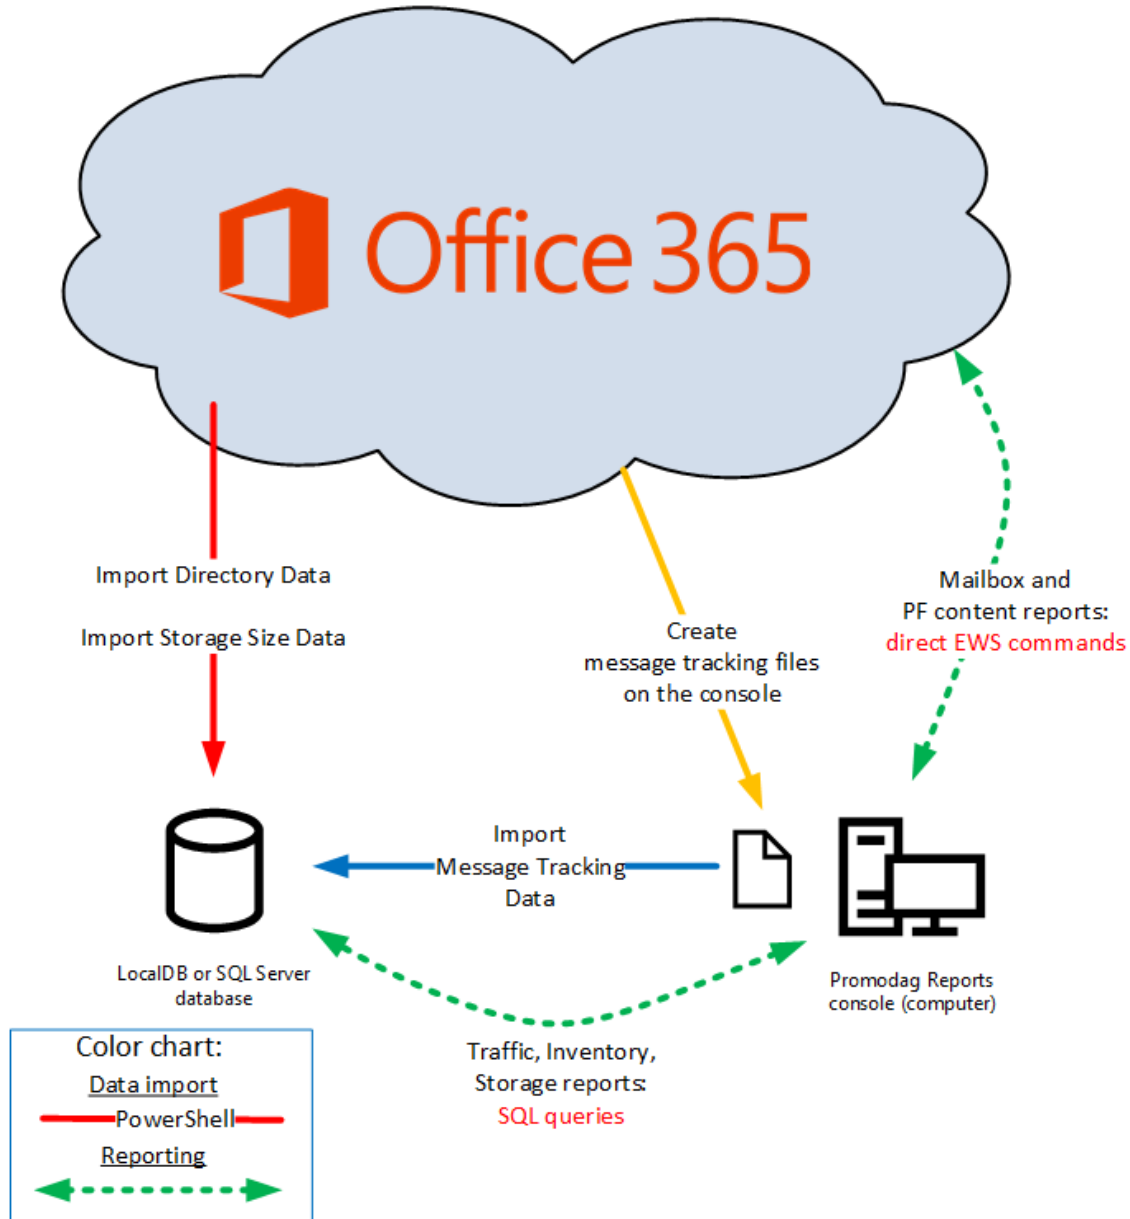 Office 365
Import Directory Data
Import Storage Size Data
Create
message tracking files
on the console
Mailbox and
PF content reports:
direct EWS commands
Import
Message Tracking
Data
LocalDB or SQL Server
database
Promodag Reports
console (computer)
Traffic, Inventory,
Storage reports:
SQL queries
Color chart:
Data import
PowerShell
Reporting